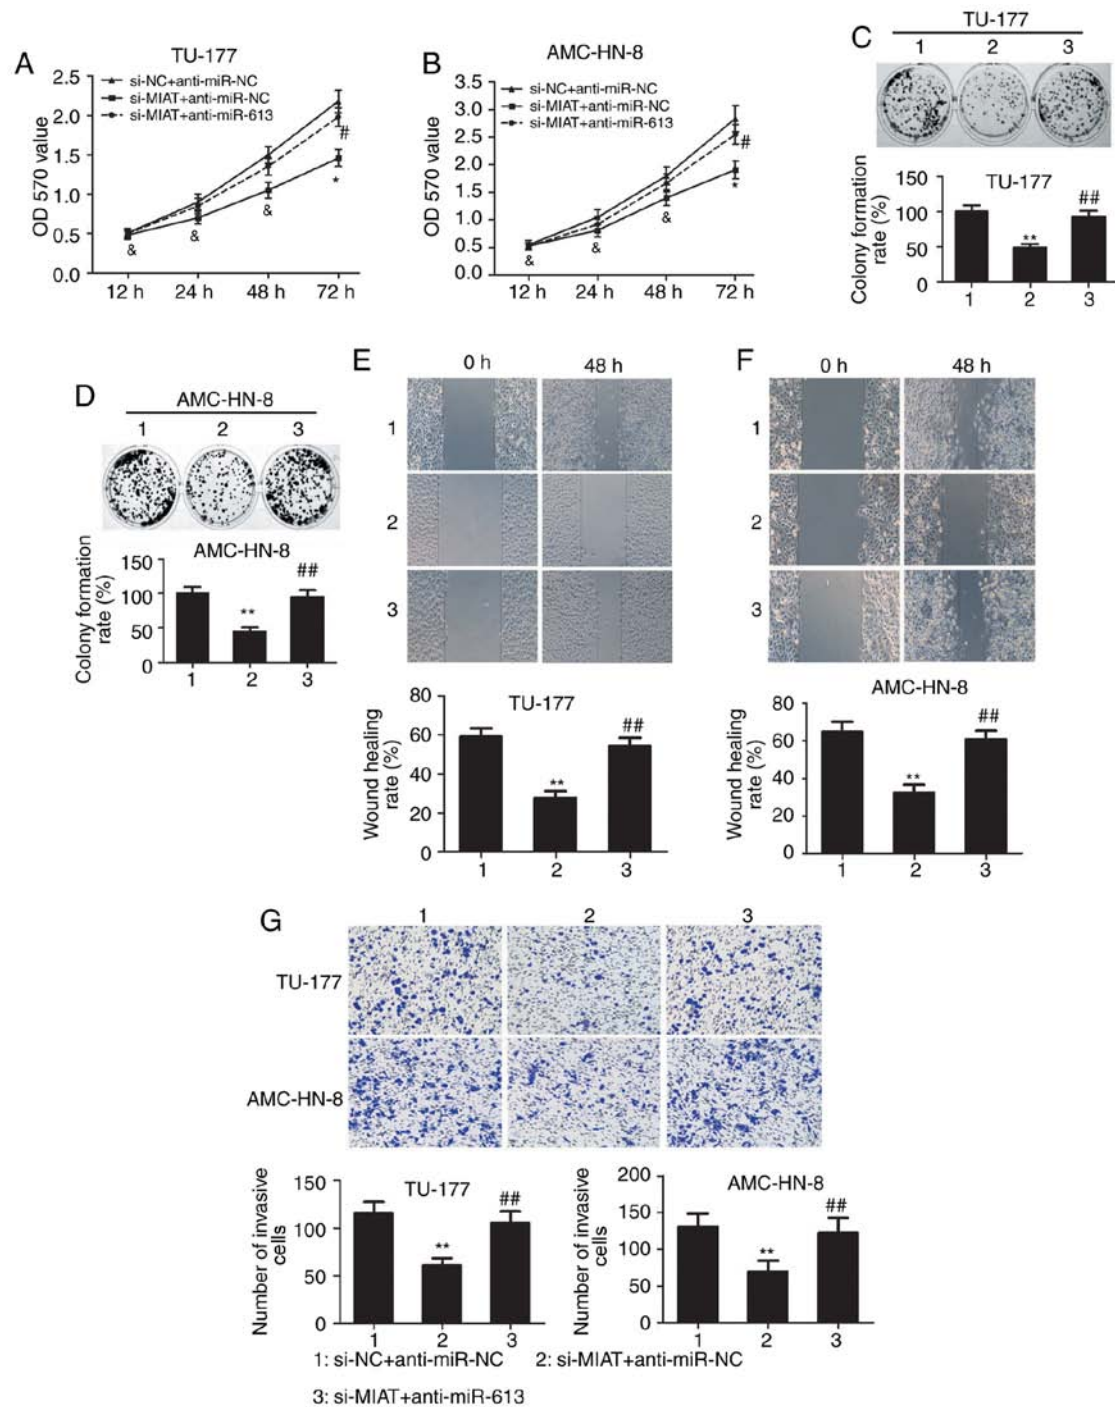 A
TU-177
si-NC+anti-miR-NC
si-MIAT+anti-miR-NC
si-MIAT+anti-miR-613
OD 570 value
2.5
2.0
1.5
1.0
0.5
0.0
#
*
&
&
&
12 h 24 h 48 h 72 h
B
AMC-HN-8
si-NC+anti-miR-NC
si-MIAT+anti-miR-NC
si-MIAT+anti-miR-613
OD 570 value
3.5
3.0
2.5
2.0
1.5
1.0
0.5
0.0
#
*
&
&
&
12 h 24 h 48 h 72 h
C
TU-177
1 2 3
TU-177
Colony formation
rate (%)
150
100
50
0
**
##
1 2 3
D
AMC-HN-8
1 2 3
AMC-HN-8
Colony formation
rate (%)
150
100
50
0
**
##
1 2 3
E
0 h 48 h
1
2
3
TU-177
Wound healing
rate (%)
80
60
40
20
0
**
##
1 2 3
F
0 h 48 h
1
2
3
AMC-HN-8
Wound healing
rate (%)
80
60
40
20
0
**
##
1 2 3
G
1 2 3
TU-177
AMC-HN-8
TU-177
Number of invasive
cells
150
100
50
0
**
##
1 2 3
AMC-HN-8
Number of invasive
cells
200
150
100
50
0
**
##
1 2 3
1: si-NC+anti-miR-NC 2: si-MIAT+anti-miR-NC
3: si-MIAT+anti-miR-613